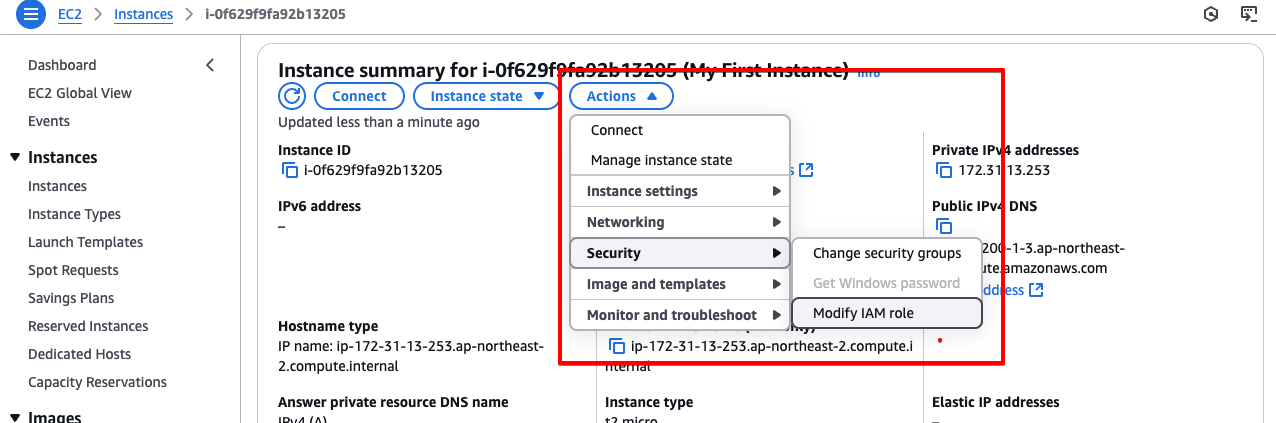 EC2 > Instances > i-0f629f9fa92b13205
Dashboard
EC2 Global View
Events
Instances
Instances
Instance Types
Launch Templates
Spot Requests
Savings Plans
Reserved Instances
Dedicated Hosts
Capacity Reservations
Images
Instance summary for i-0f629f9fa92b13205 (My First Instance) Info
Connect
Instance state
Actions
Updated less than a minute ago
Connect
Manage instance state
Instance settings
Networking
Security
Image and templates
Monitor and troubleshoot
Change security groups
Get Windows password
Modify IAM role
Instance ID
i-0f629f9fa92b13205
IPv6 address
–
Hostname type
IP name: ip-172-31-13-253.ap-northeast-
2.compute.internal
Answer private resource DNS name
IPv4 (A)
ip-172-31-13-253.ap-northeast-2.compute.i
nternal
Instance type
t2.micro
Private IPv4 addresses
172.31.13.253
Public IPv4 DNS
200-1-3.ap-northeast-
.amazonaws.com
Elastic IP addresses
–